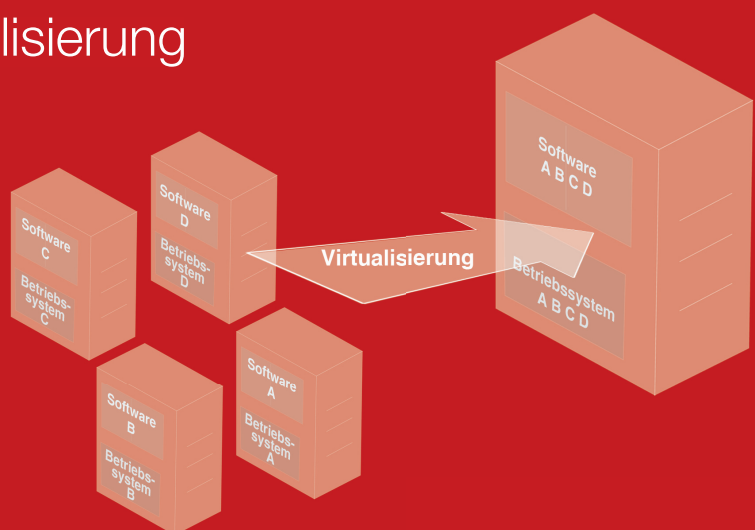 lisierung
Software
A B C D
Betriebssystem
A B C D
Virtualisierung
Software
D
Betriebs-
system
D
Software
C
Betriebs-
system
C
Software
A
Betriebs-
system
A
Software
B
Betriebs-
system
B